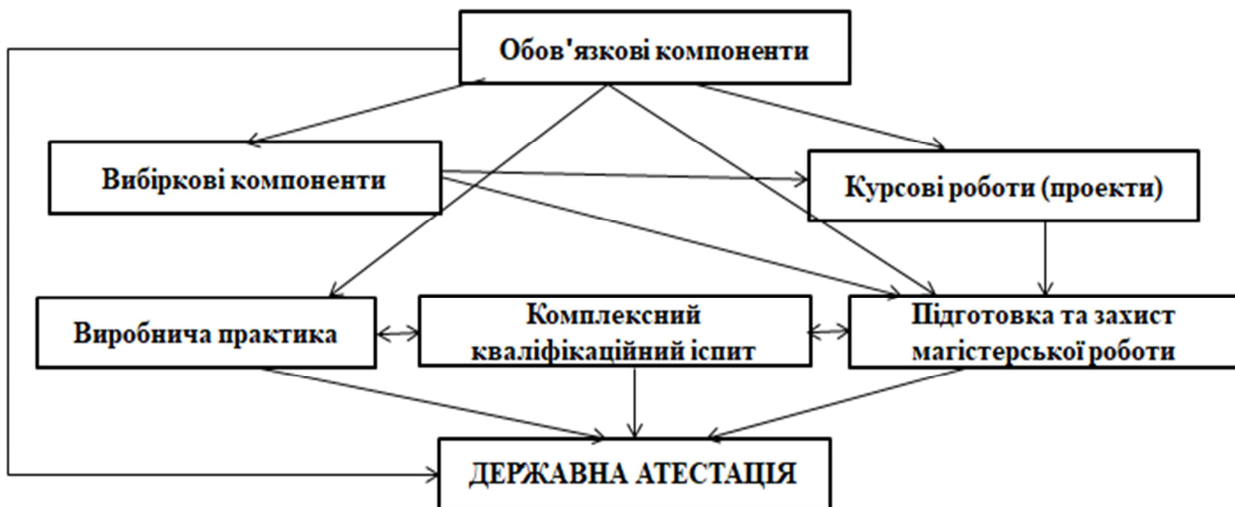 Обов'язкові компоненти
Вибіркові компоненти
Курсові роботи (проекти)
Виробнича практика
Комплексний
кваліфікаційний іспит
Підготовка та захист
магістерської роботи
ДЕРЖАВНА АТЕСТАЦІЯ